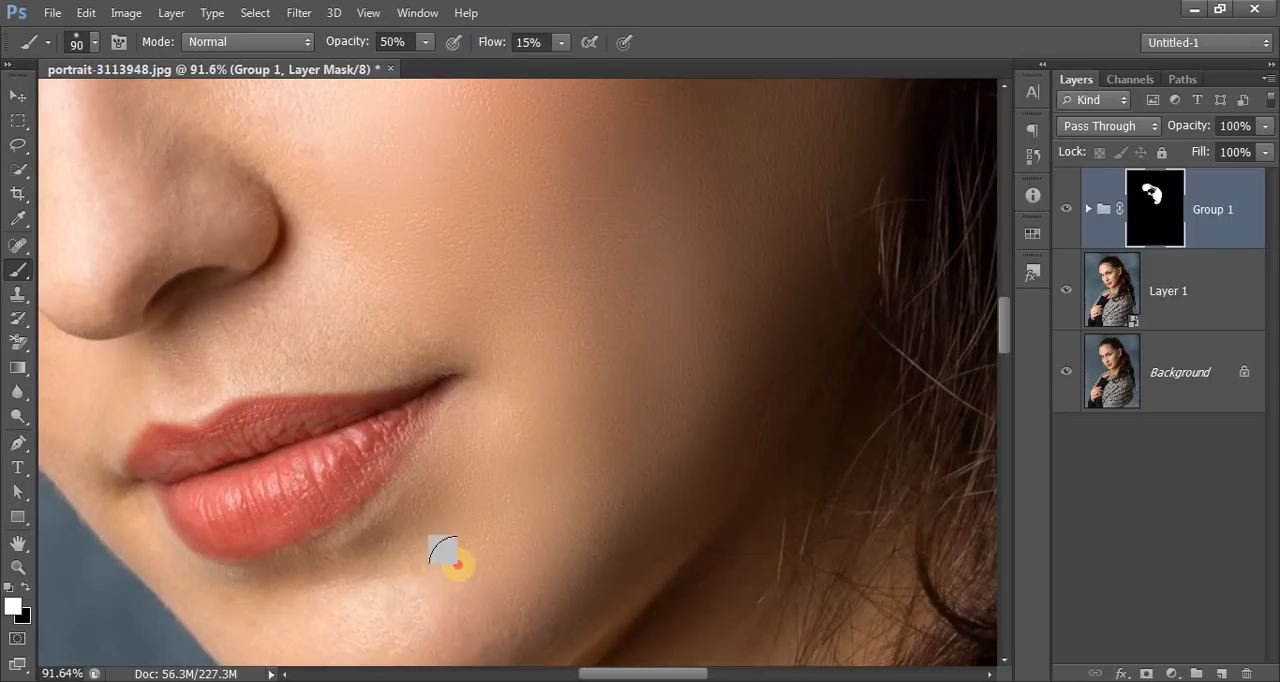 Ps File Edit Image Layer Type Select Filter 3D View Window Help
90 Mode: Normal Opacity: 50% Flow: 15% Untitled-1
portrait-3113948.jpg @ 91.6% (Group 1, Layer Mask/8) * ×
Layers Channels Paths
Kind
Pass Through Opacity: 100%
Lock: Fill: 100%
Group 1
Layer 1
Background
91.64% Doc: 56.3M/227.3M